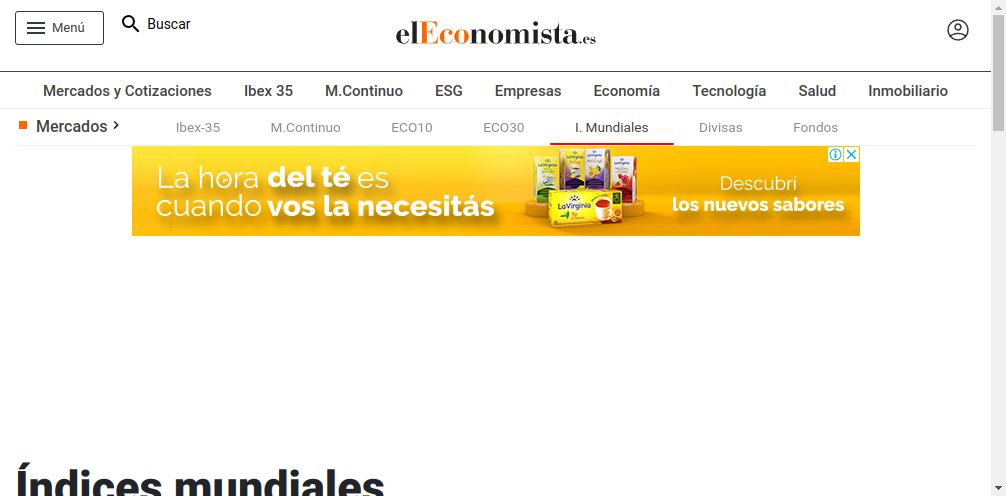 Menú
Buscar
elEconomista.es
Mercados y Cotizaciones Ibex 35 M.Continuo ESG Empresas Economía Tecnología Salud Inmobiliario
Mercados Ibex-35 M.Continuo ECO10 ECO30 I. Mundiales Divisas Fondos
La hora del té es
cuando vos la necesitás
La Virginia
Té
Descubrí
los nuevos sabores
Índices mundiales